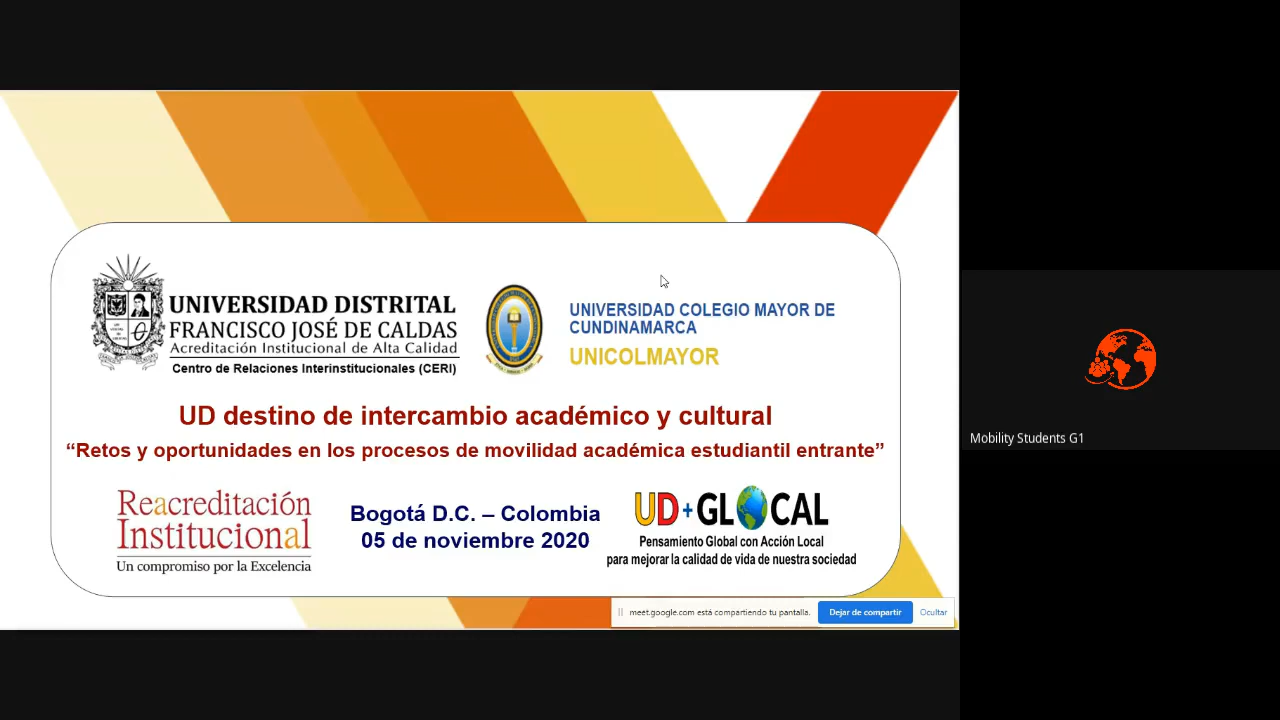 UNIVERSIDAD DISTRITAL
FRANCISCO JOSÉ DE CALDAS
Acreditación Institucional de Alta Calidad
Centro de Relaciones Interinstitucionales (CERI)
UNIVERSIDAD COLEGIO MAYOR DE
CUNDINAMARCA
UNICOLMAYOR
UD destino de intercambio académico y cultural
“Retos y oportunidades en los procesos de movilidad académica estudiantil entrante”
Reacreditación
Institucional
Un compromiso por la Excelencia
Bogotá D.C. – Colombia
05 de noviembre 2020
UD+GLOCAL
Pensamiento Global con Acción Local
para mejorar la calidad de vida de nuestra sociedad
meet.google.com está compartiendo tu pantalla.
Dejar de compartir
Ocultar
Mobility Students G1